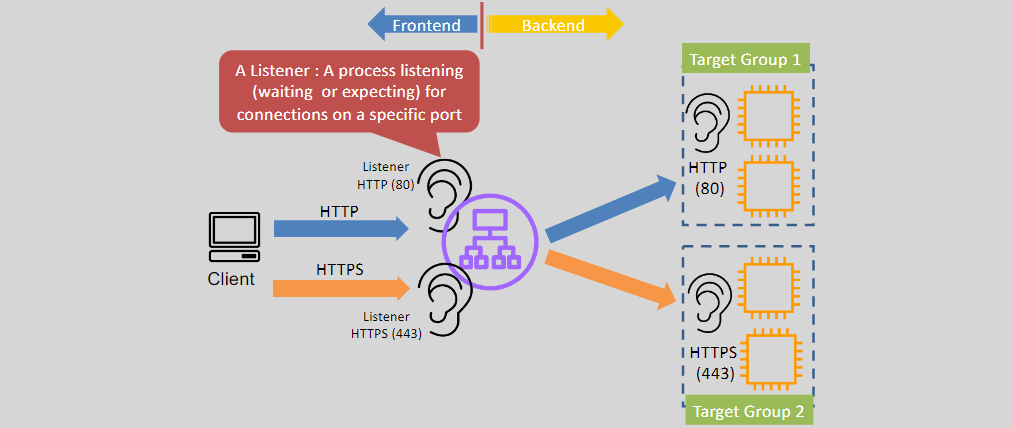 Frontend
Backend
A Listener : A process listening
(waiting or expecting) for
connections on a specific port
Listener
HTTP (80)
HTTP
Client
HTTPS
Listener
HTTPS (443)
Target Group 1
HTTP
(80)
HTTPS
(443)
Target Group 2